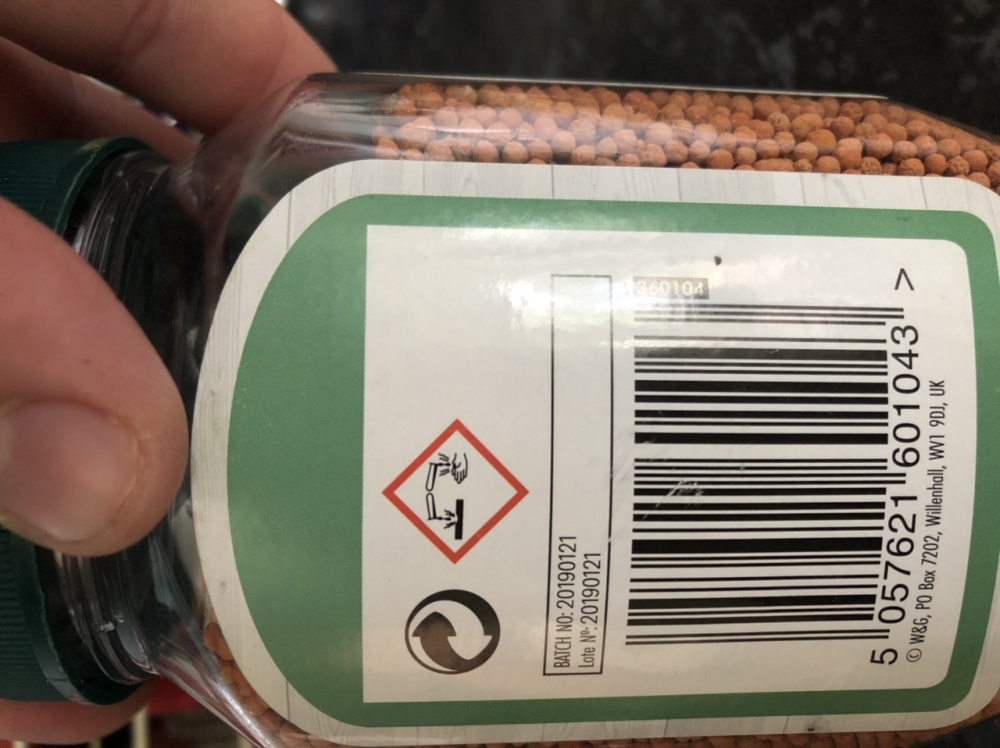 360104
BATCH NO: 20190121
Lote Nº: 20190121
5 057621 601043 >
© W&G, PO Box 7202, Willenhall, WV1 9DJ, UK